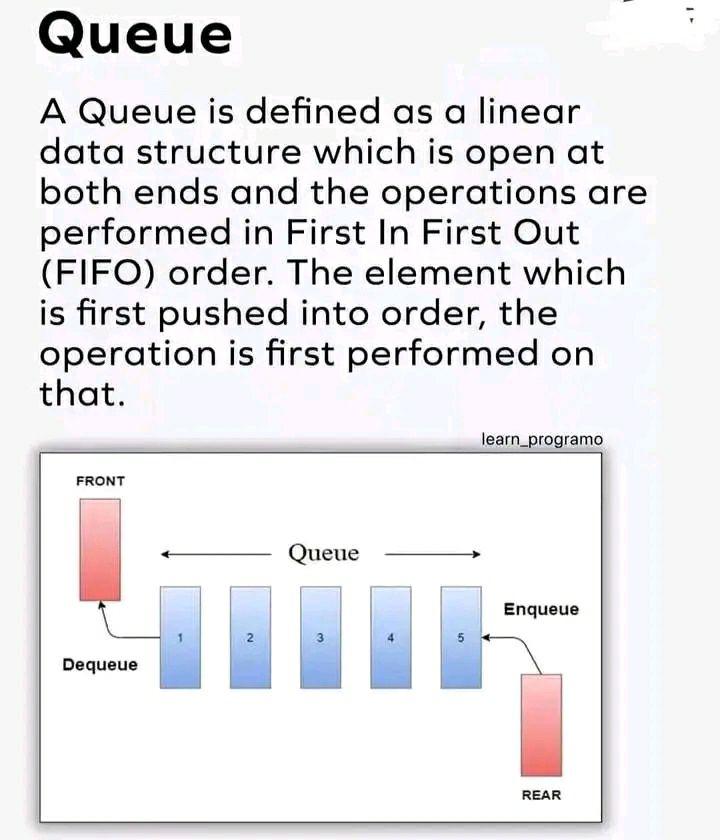 Queue
A Queue is defined as a linear
data structure which is open at
both ends and the operations are
performed in First In First Out
(FIFO) order. The element which
is first pushed into order, the
operation is first performed on
that.
learn_programo
FRONT
Queue
Enqueue
1 2 3 4 5
Dequeue
REAR